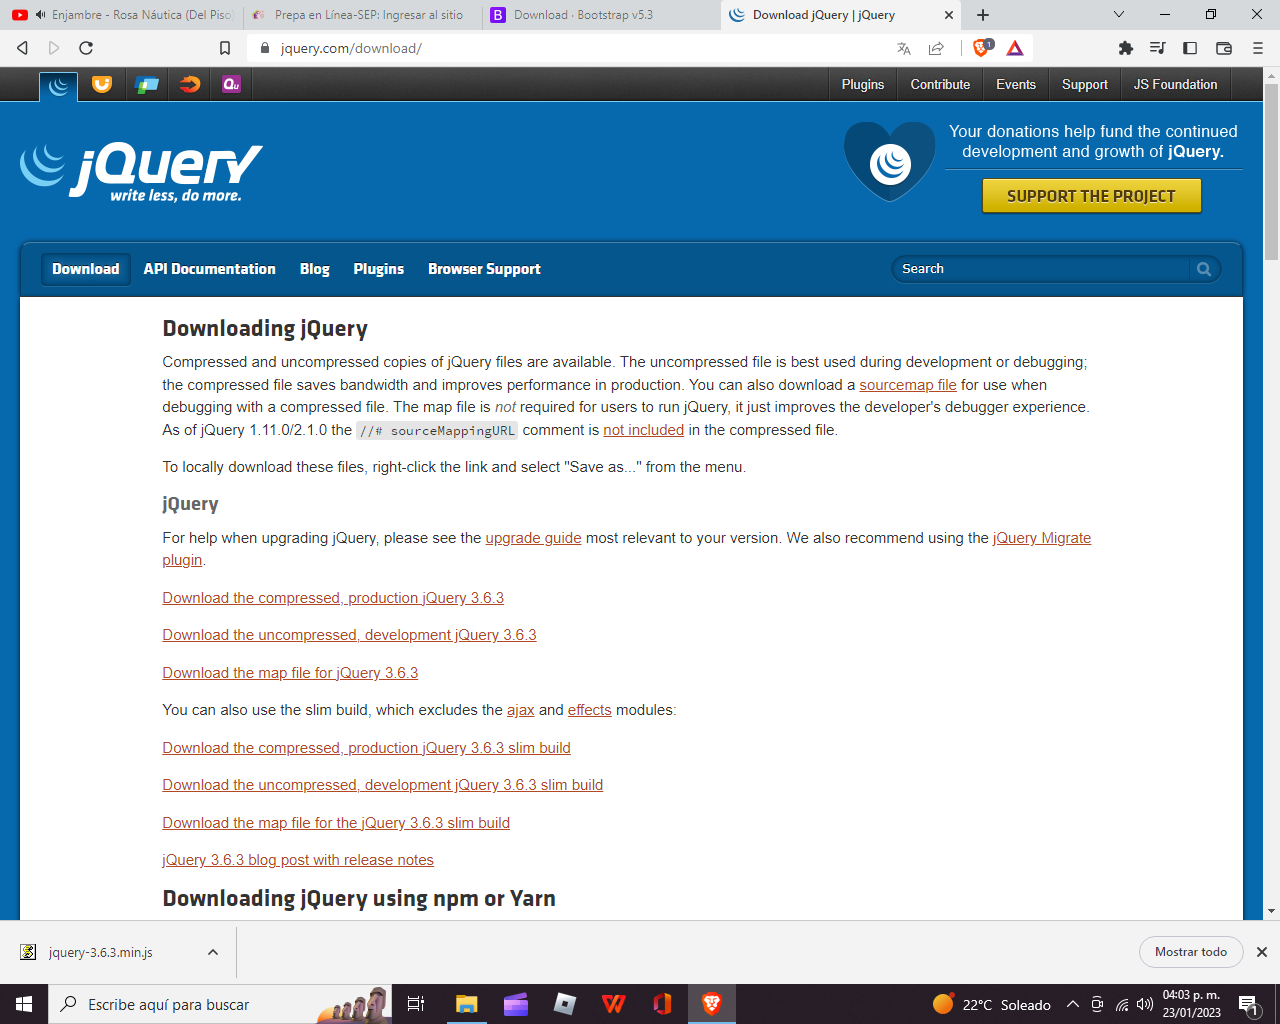 Enjambre - Rosa Náutica (Del Piso
Prepa en Línea-SEP: Ingresar al sitio
B Download · Bootstrap v5.3
Download jQuery | jQuery
jquery.com/download/
1
Qu
Plugins
Contribute
Events
Support
JS Foundation
jQuery
write less, do more.
Your donations help fund the continued
development and growth of jQuery.
SUPPORT THE PROJECT
Download
API Documentation
Blog
Plugins
Browser Support
Search
Downloading jQuery
Compressed and uncompressed copies of jQuery files are available. The uncompressed file is best used during development or debugging;
the compressed file saves bandwidth and improves performance in production. You can also download a sourcemap file for use when
debugging with a compressed file. The map file is not required for users to run jQuery, it just improves the developer's debugger experience.
As of jQuery 1.11.0/2.1.0 the //# sourceMappingURL comment is not included in the compressed file.
To locally download these files, right-click the link and select "Save as..." from the menu.
jQuery
For help when upgrading jQuery, please see the upgrade guide most relevant to your version. We also recommend using the jQuery Migrate
plugin.
Download the compressed, production jQuery 3.6.3
Download the uncompressed, development jQuery 3.6.3
Download the map file for jQuery 3.6.3
You can also use the slim build, which excludes the ajax and effects modules:
Download the compressed, production jQuery 3.6.3 slim build
Download the uncompressed, development jQuery 3.6.3 slim build
Download the map file for the jQuery 3.6.3 slim build
jQuery 3.6.3 blog post with release notes
Downloading jQuery using npm or Yarn
jquery-3.6.3.min.js
Mostrar todo
Escribe aquí para buscar
22°C Soleado
04:03 p. m.
23/01/2023
1